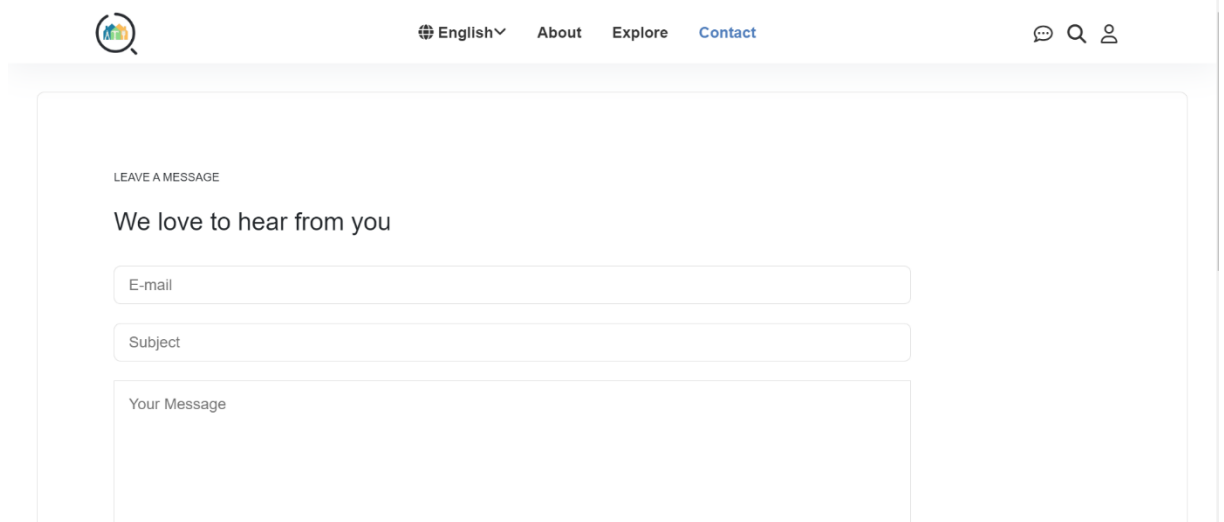 English About Explore Contact
LEAVE A MESSAGE
We love to hear from you
E-mail
Subject
Your Message